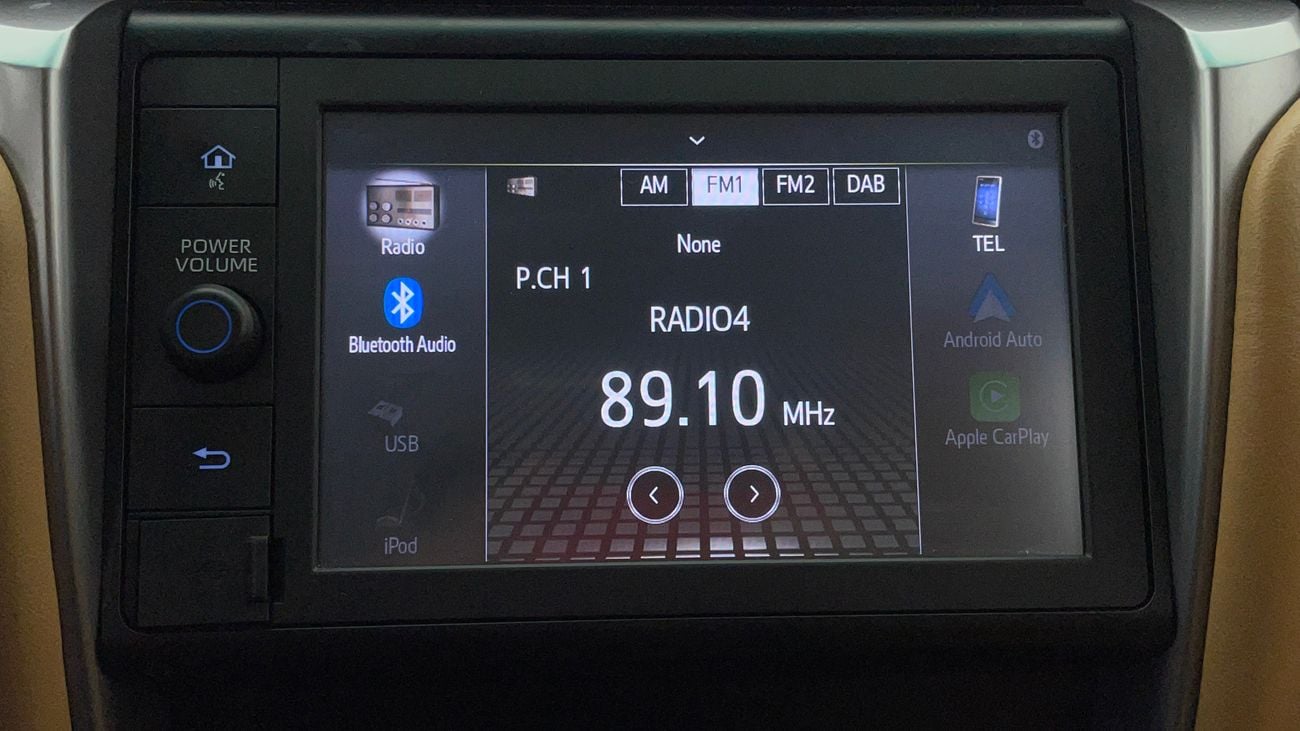 POWER
VOLUME
Radio
Bluetooth Audio
USB
iPod
AM FM1 FM2 DAB
None
P.CH 1
RADIO4
89.10 MHz
TEL
Android Auto
Apple CarPlay